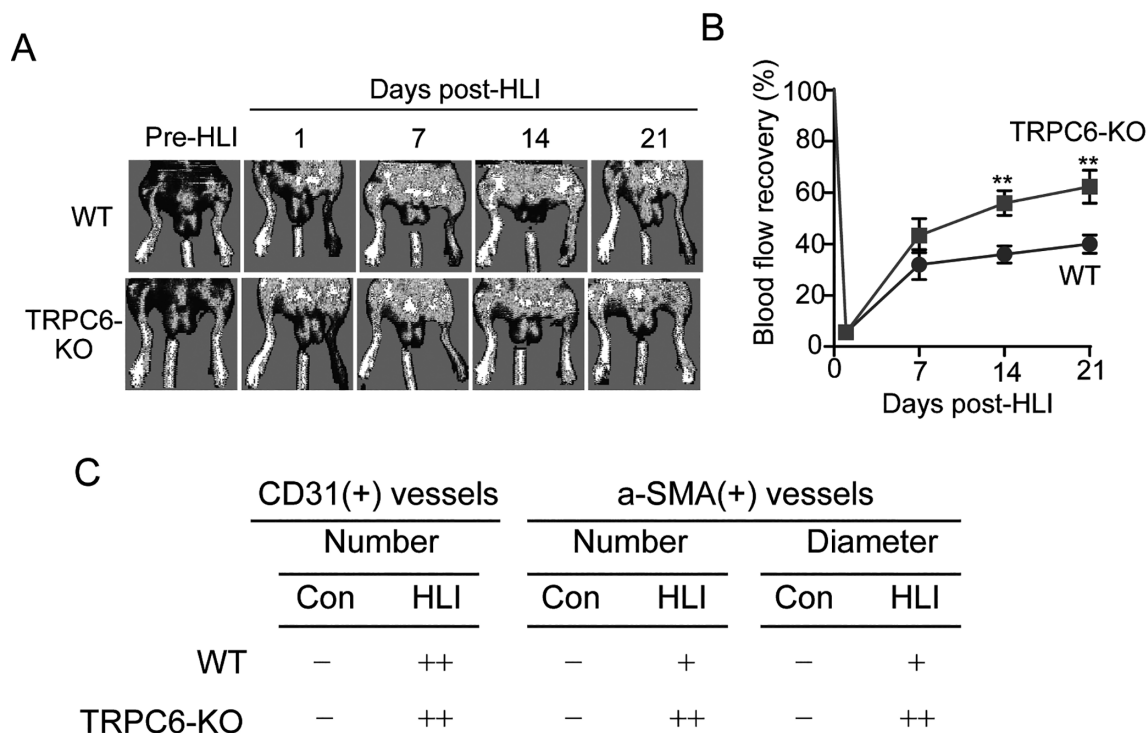 A
Days post-HLI
Pre-HLI 1 7 14 21
WT
TRPC6-
KO
B
Blood flow recovery (%)
100
80
60
40
20
0
TRPC6-KO
** **
WT
0 7 14 21
Days post-HLI
C
CD31(+) vessels a-SMA(+) vessels
Number Number Diameter
Con HLI Con HLI Con HLI
WT − ++ − + − +
TRPC6-KO − ++ − ++ − ++